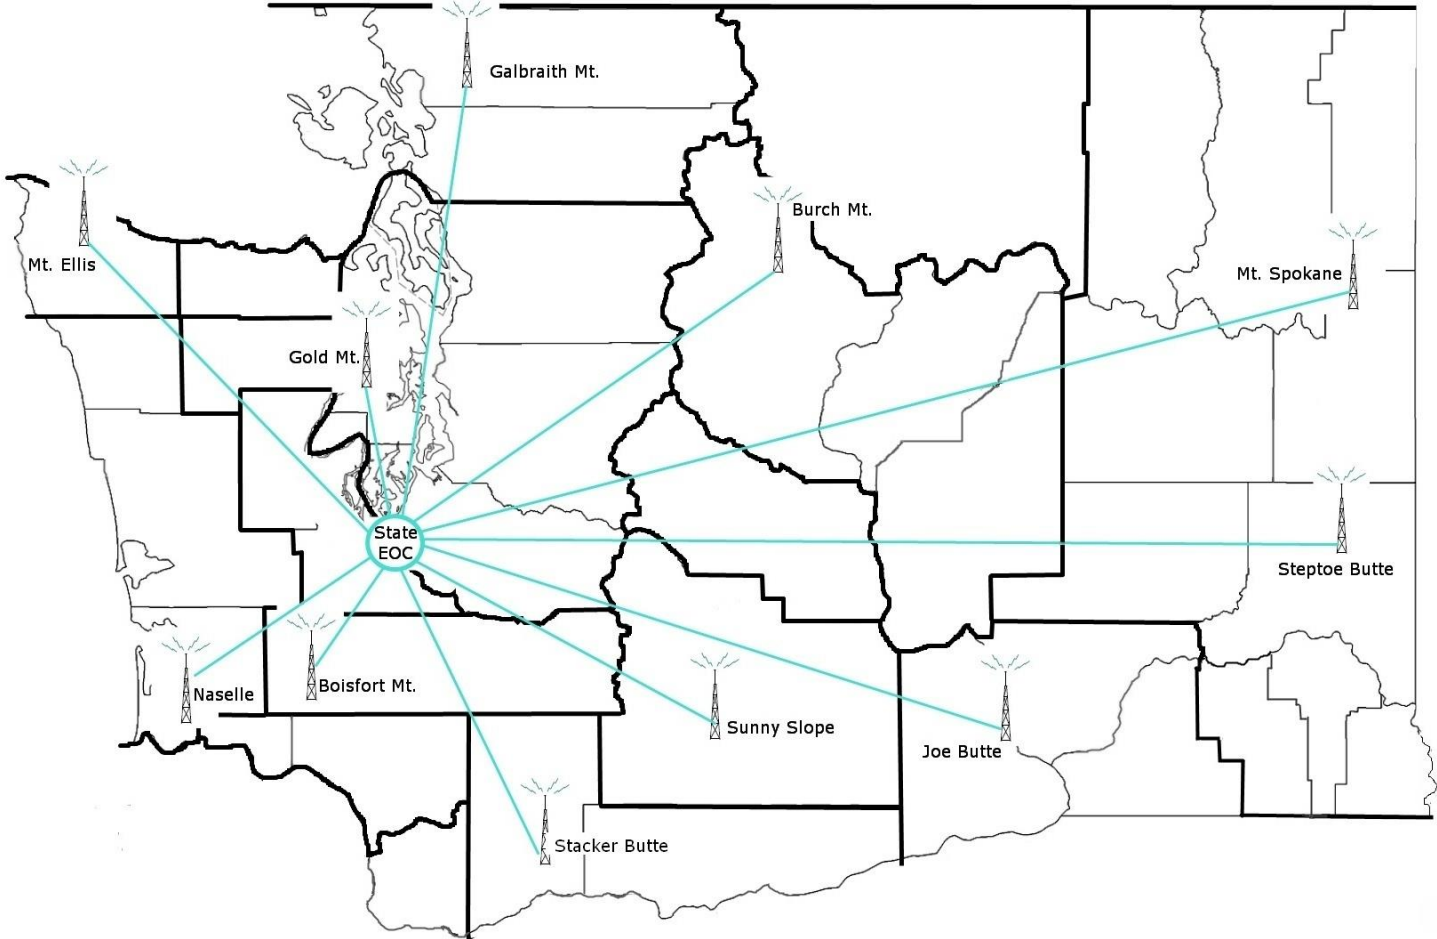 Galbraith Mt.
Burch Mt.
Mt. Ellis
Mt. Spokane
Gold Mt.
State
EOC
Steptoe Butte
Boisfort Mt.
Naselle
Sunny Slope
Joe Butte
Stacker Butte